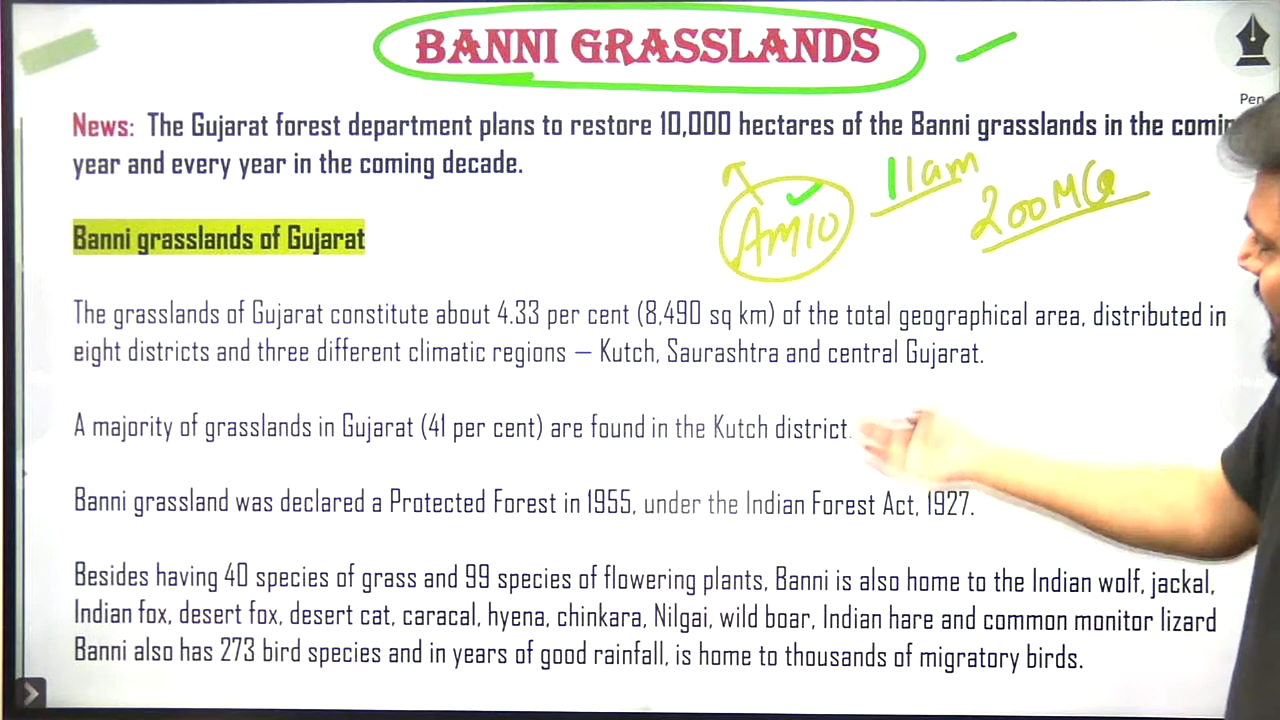 BANNI GRASSLANDS
Pen
News: The Gujarat forest department plans to restore 10,000 hectares of the Banni grasslands in the
year and every year in the coming decade.
11am
200MCQ
AM10
Banni grasslands of Gujarat
The grasslands of Gujarat constitute about 4.33 per cent (8,490 sq km) of the total geographical area, distributed in
eight districts and three different climatic regions – Kutch, Saurashtra and central Gujarat.
A majority of grasslands in Gujarat (41 per cent) are found in the Kutch district.
Banni grassland was declared a Protected Forest in 1955, under the Indian Forest Act, 1927.
Besides having 40 species of grass and 99 species of flowering plants, Banni is also home to the Indian wolf, jackal,
Indian fox, desert fox, desert cat, caracal, hyena, chinkara, Nilgai, wild boar, Indian hare and common monitor lizard
Banni also has 273 bird species and in years of good rainfall, is home to thousands of migratory birds.